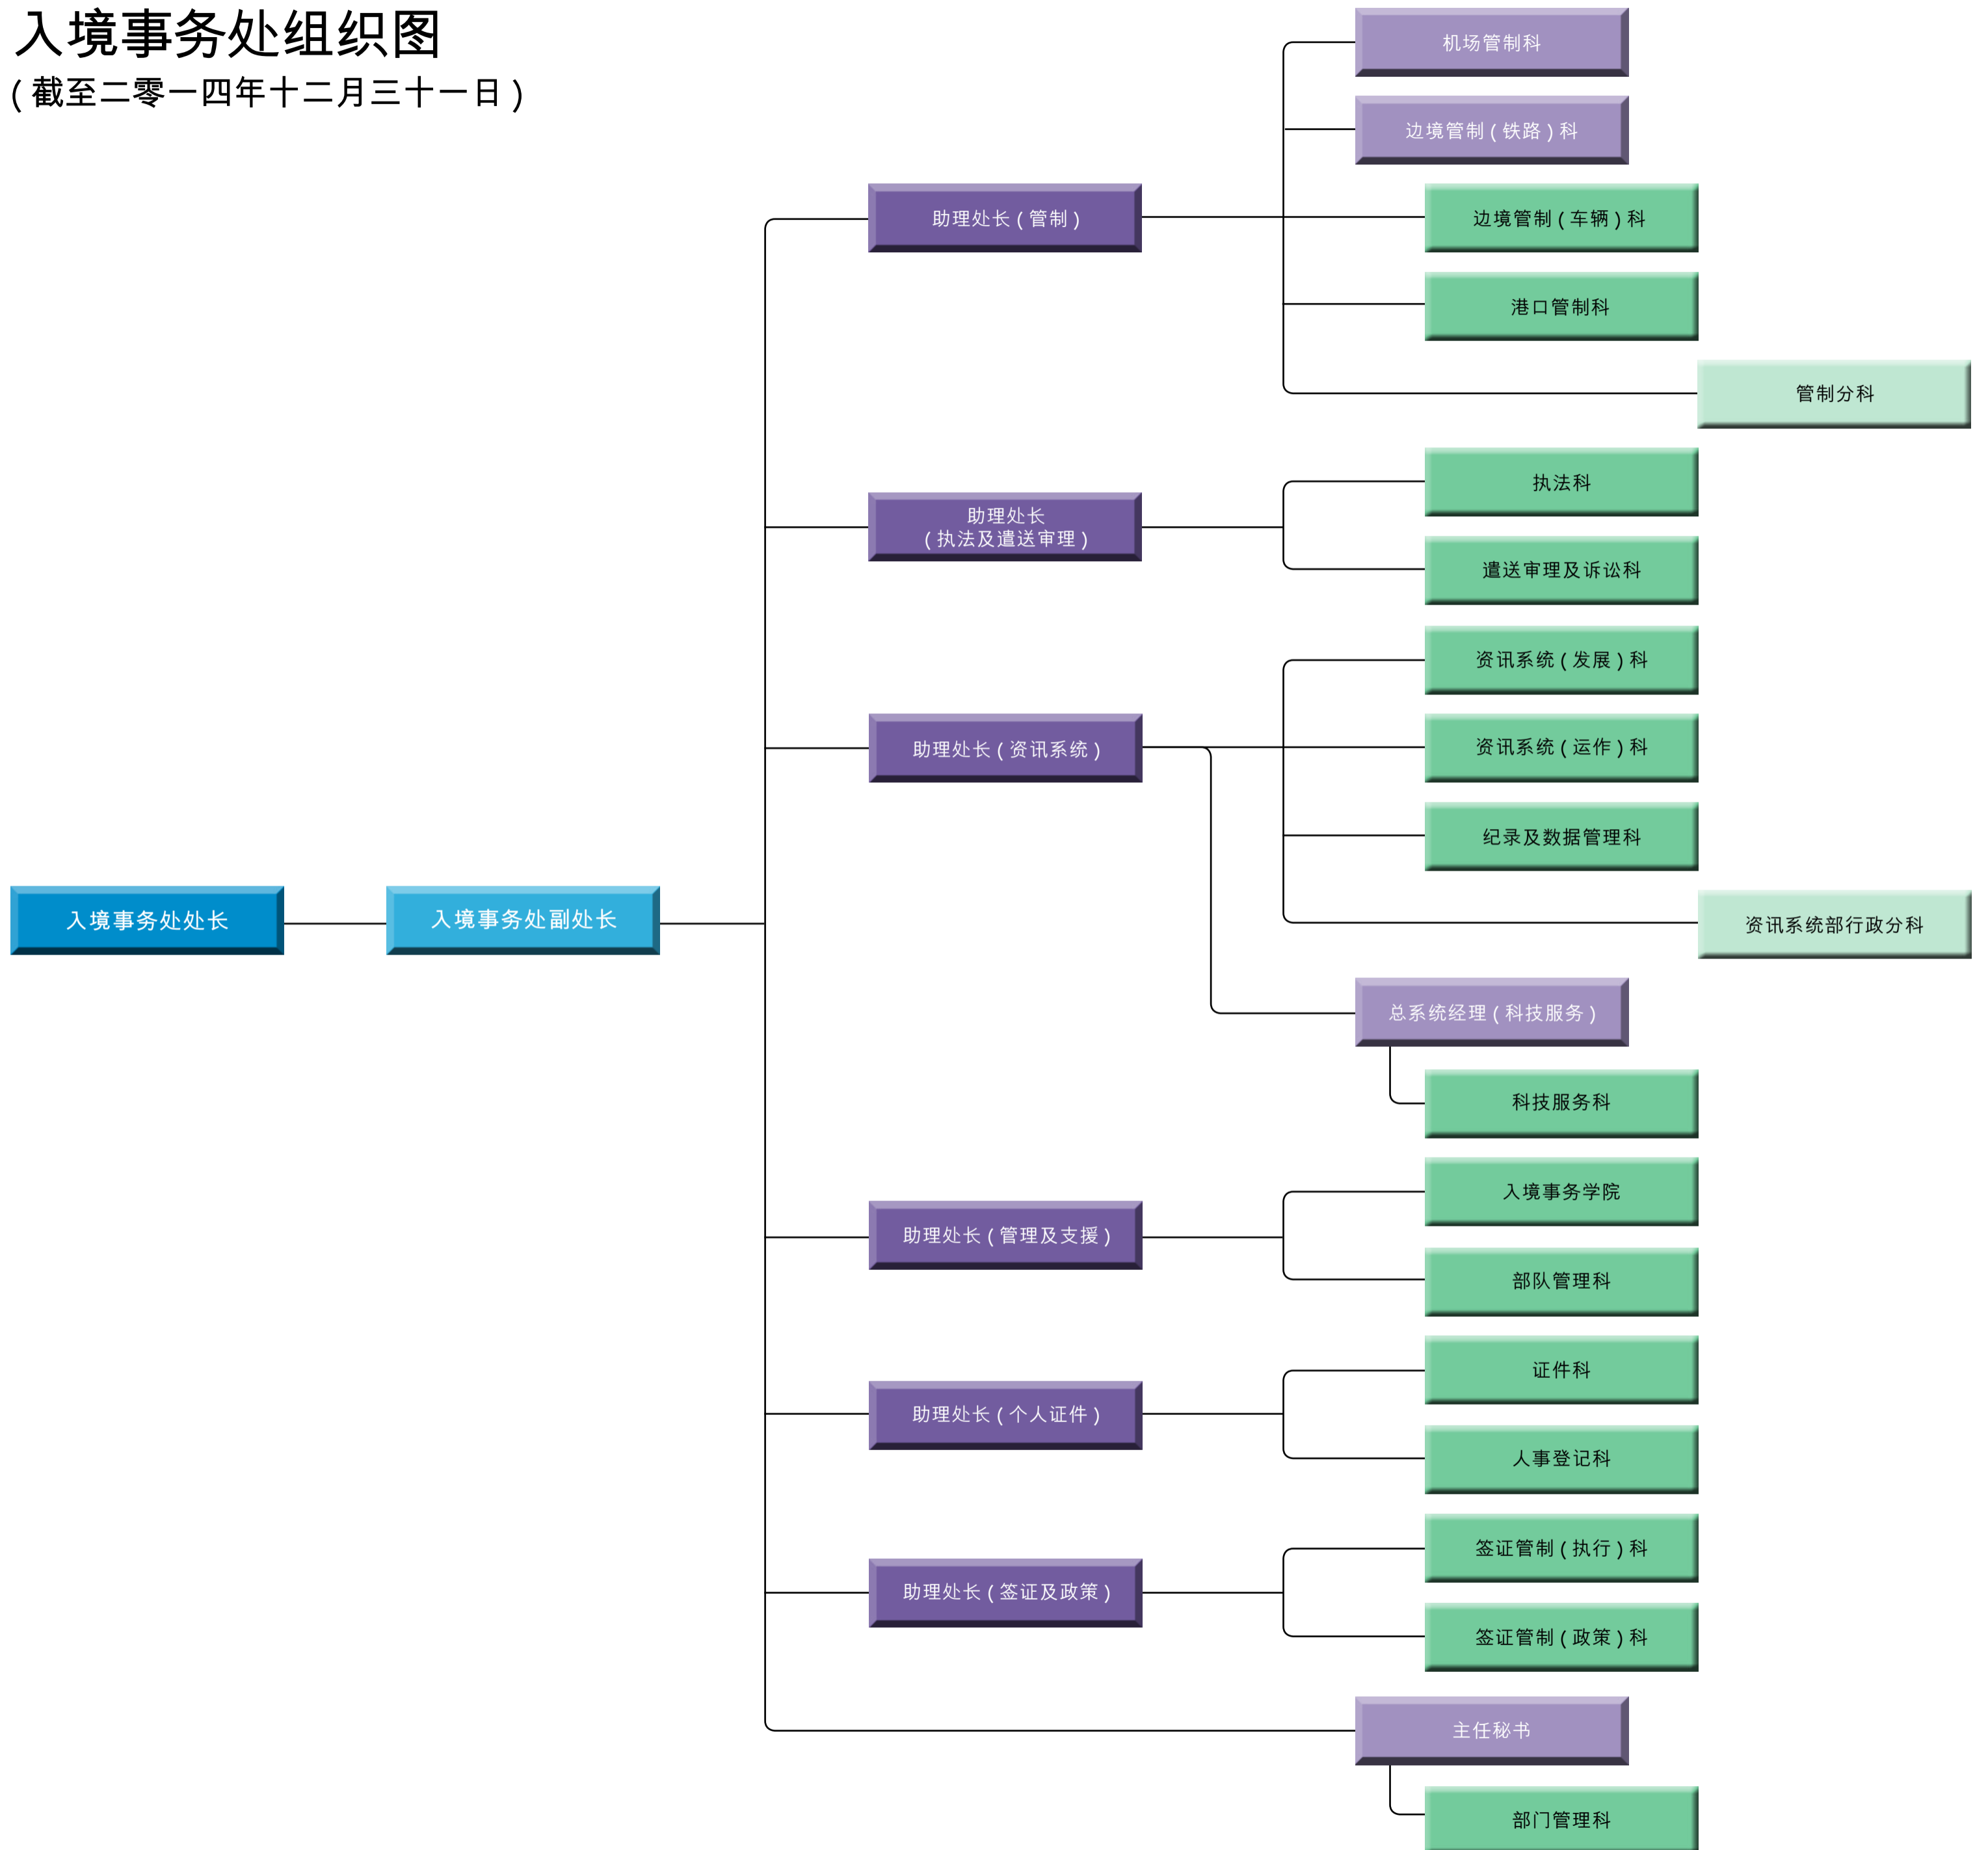 入境事务处组织图
(截至二零一四年十二月三十一日)
机场管制科
边境管制(铁路)科
助理处长(管制)
边境管制(车辆)科
港口管制科
管制分科
执法科
助理处长
(执法及遣送审理)
遣送审理及诉讼科
资讯系统(发展)科
助理处长(资讯系统)
资讯系统(运作)科
纪录及数据管理科
入境事务处处长
入境事务处副处长
资讯系统部行政分科
总系统经理(科技服务)
科技服务科
入境事务学院
助理处长(管理及支援)
部队管理科
证件科
助理处长(个人证件)
人事登记科
签证管制(执行)科
助理处长(签证及政策)
签证管制(政策)科
主任秘书
部门管理科